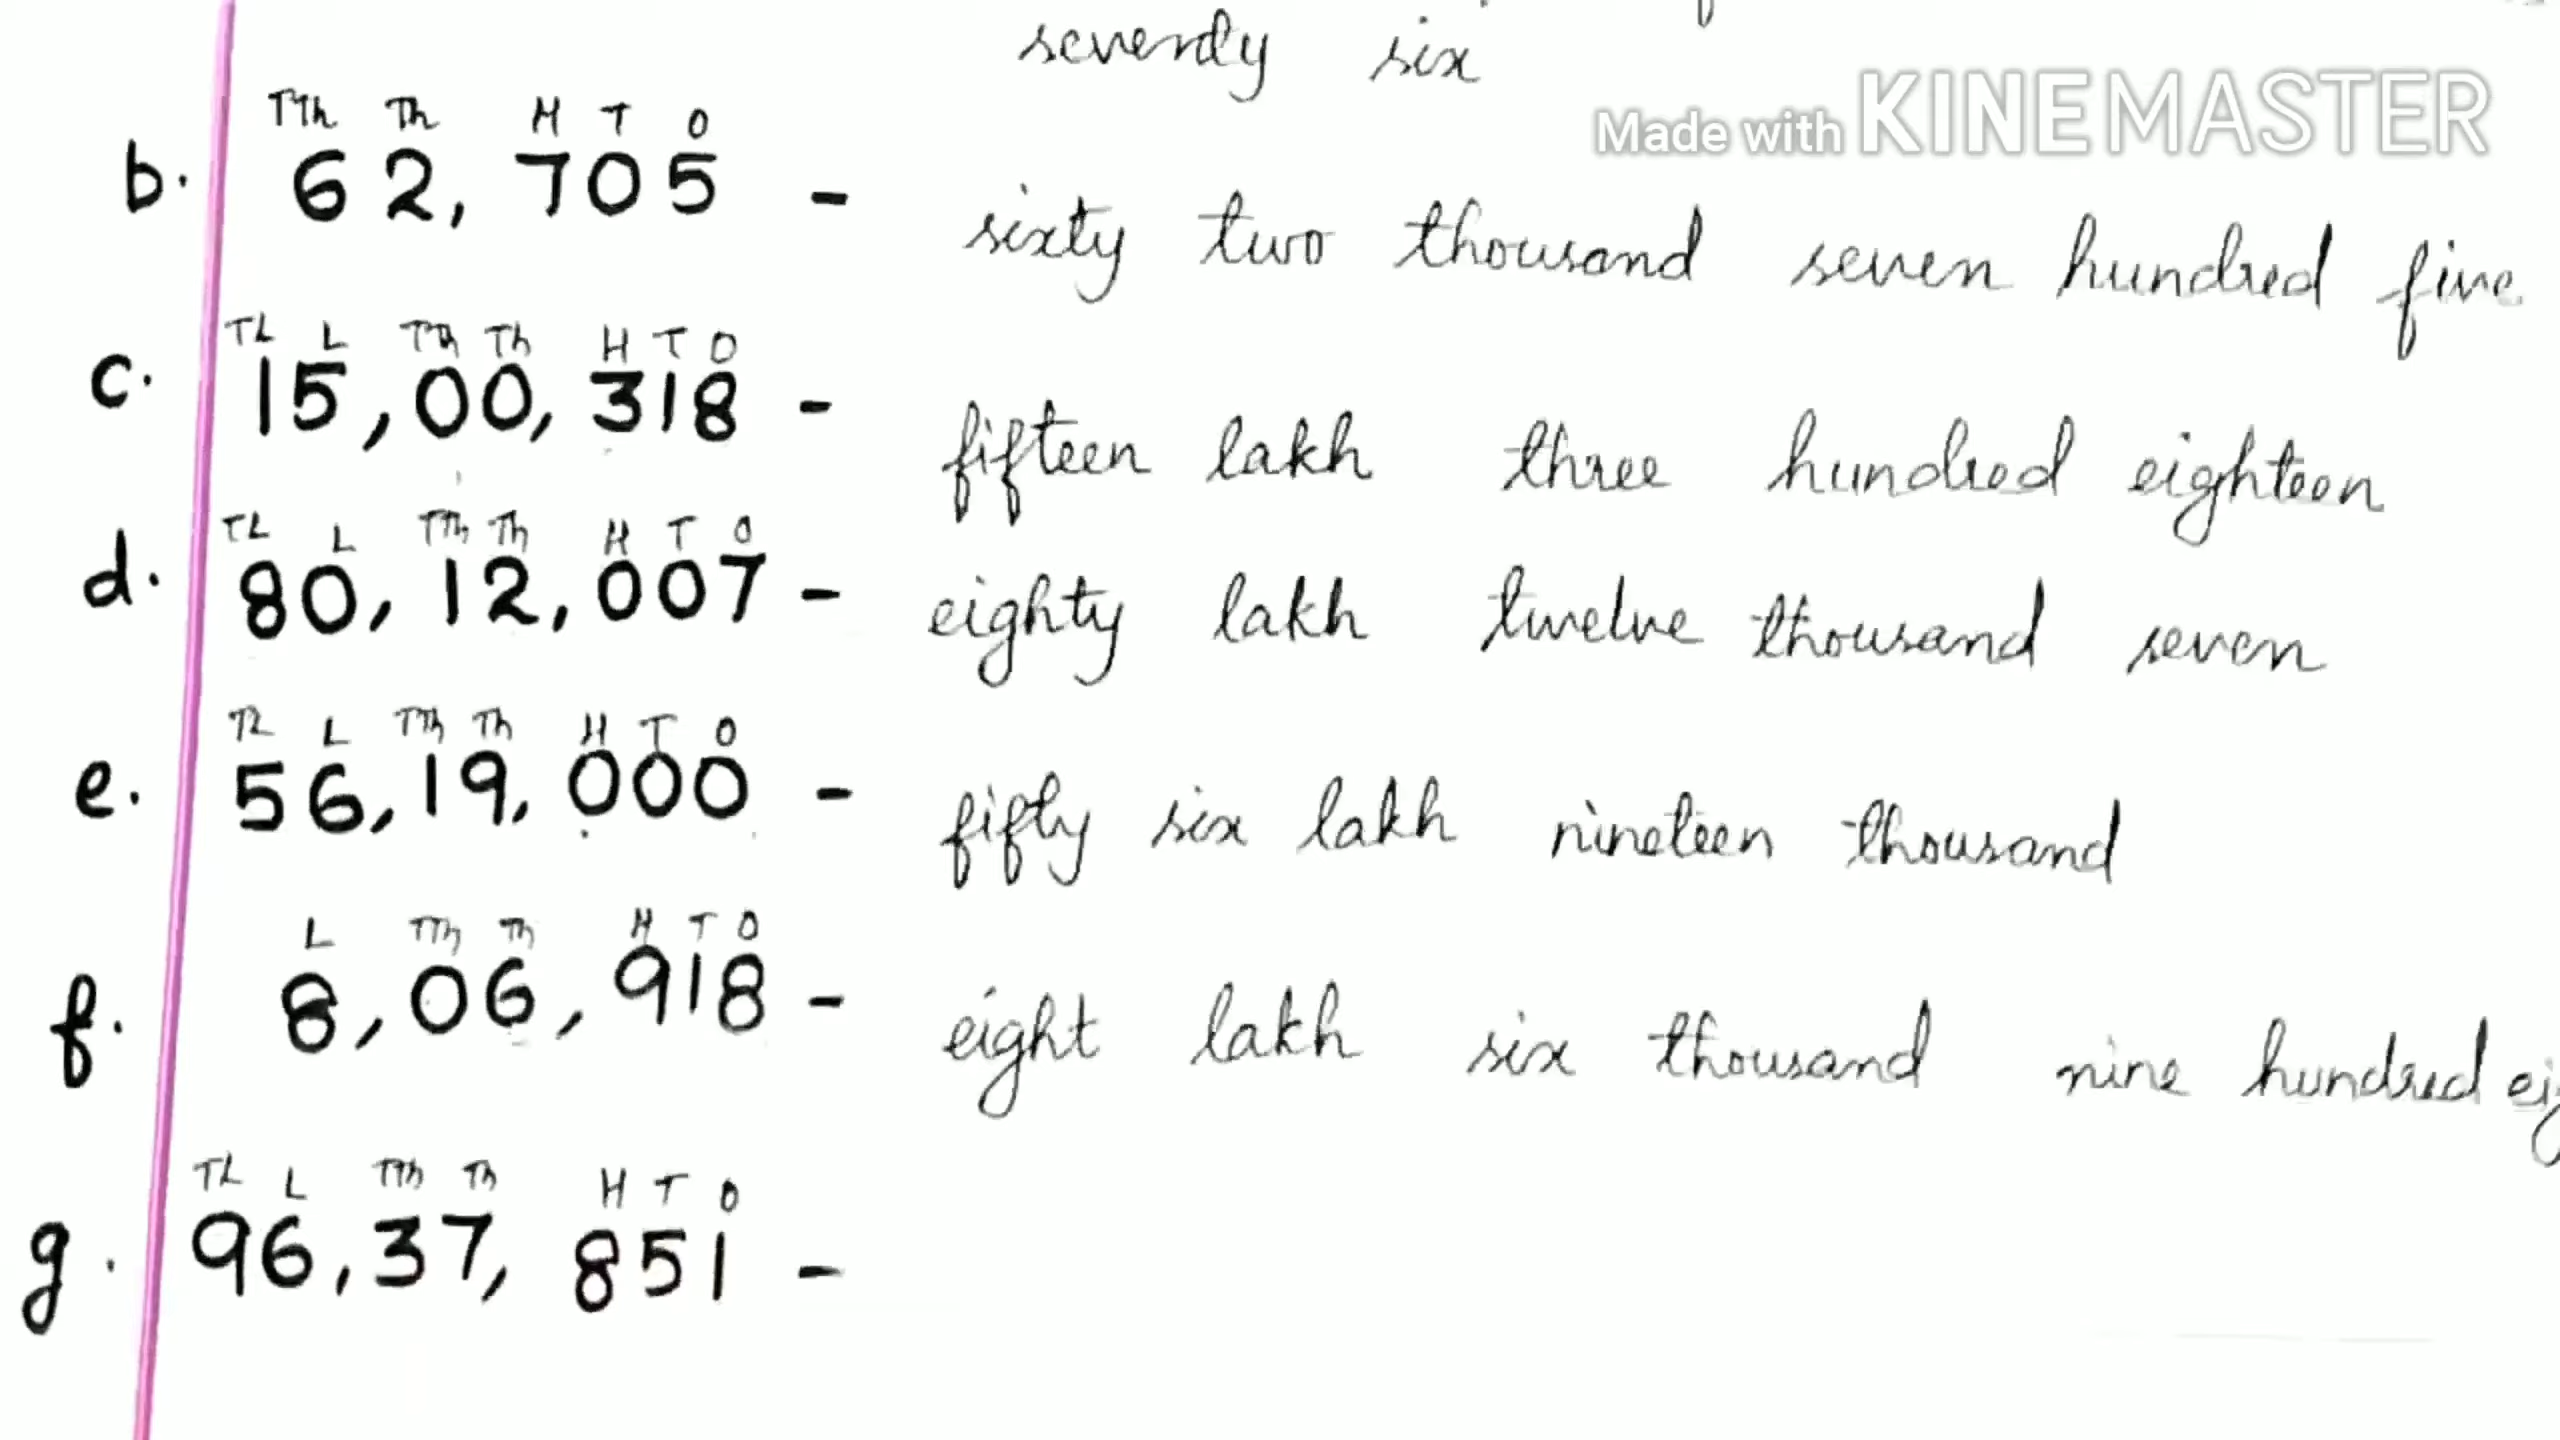 seventy six
Made with KINEMASTER
TTh Th H T O
b. 62,705 - sixty two thousand seven hundred five
TL L TTh Th H T O
c. 15,00,318 - fifteen lakh three hundred eighteen
TL L TTh Th H T O
d. 80,12,007 - eighty lakh twelve thousand seven
TL L TTh Th H T O
e. 56,19,000 - fifty six lakh nineteen thousand
L TTh Th H T O
f. 8,06,918 - eight lakh six thousand nine hundred
TL L TTh Th H T O
g. 96,37,851 -